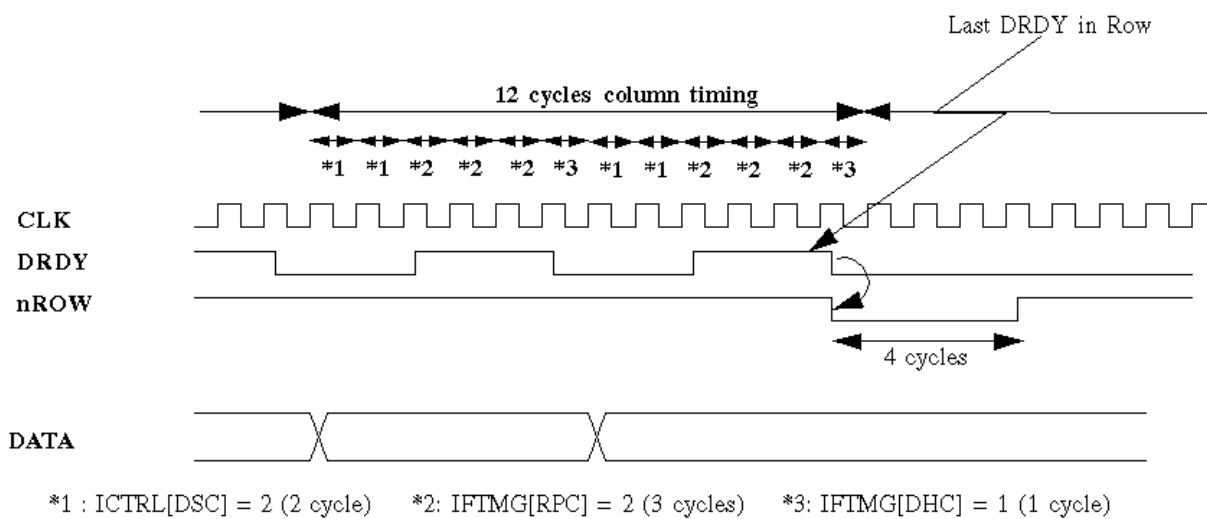 Last DRDY in Row
12 cycles column timing
*1 *1 *2 *2 *2 *3 *1 *1 *2 *2 *2 *3
CLK
DRDY
nROW
4 cycles
DATA
*1 : ICTRL[DSC] = 2 (2 cycle) *2: IFTMG[RPC] = 2 (3 cycles) *3: IFTMG[DHC] = 1 (1 cycle)